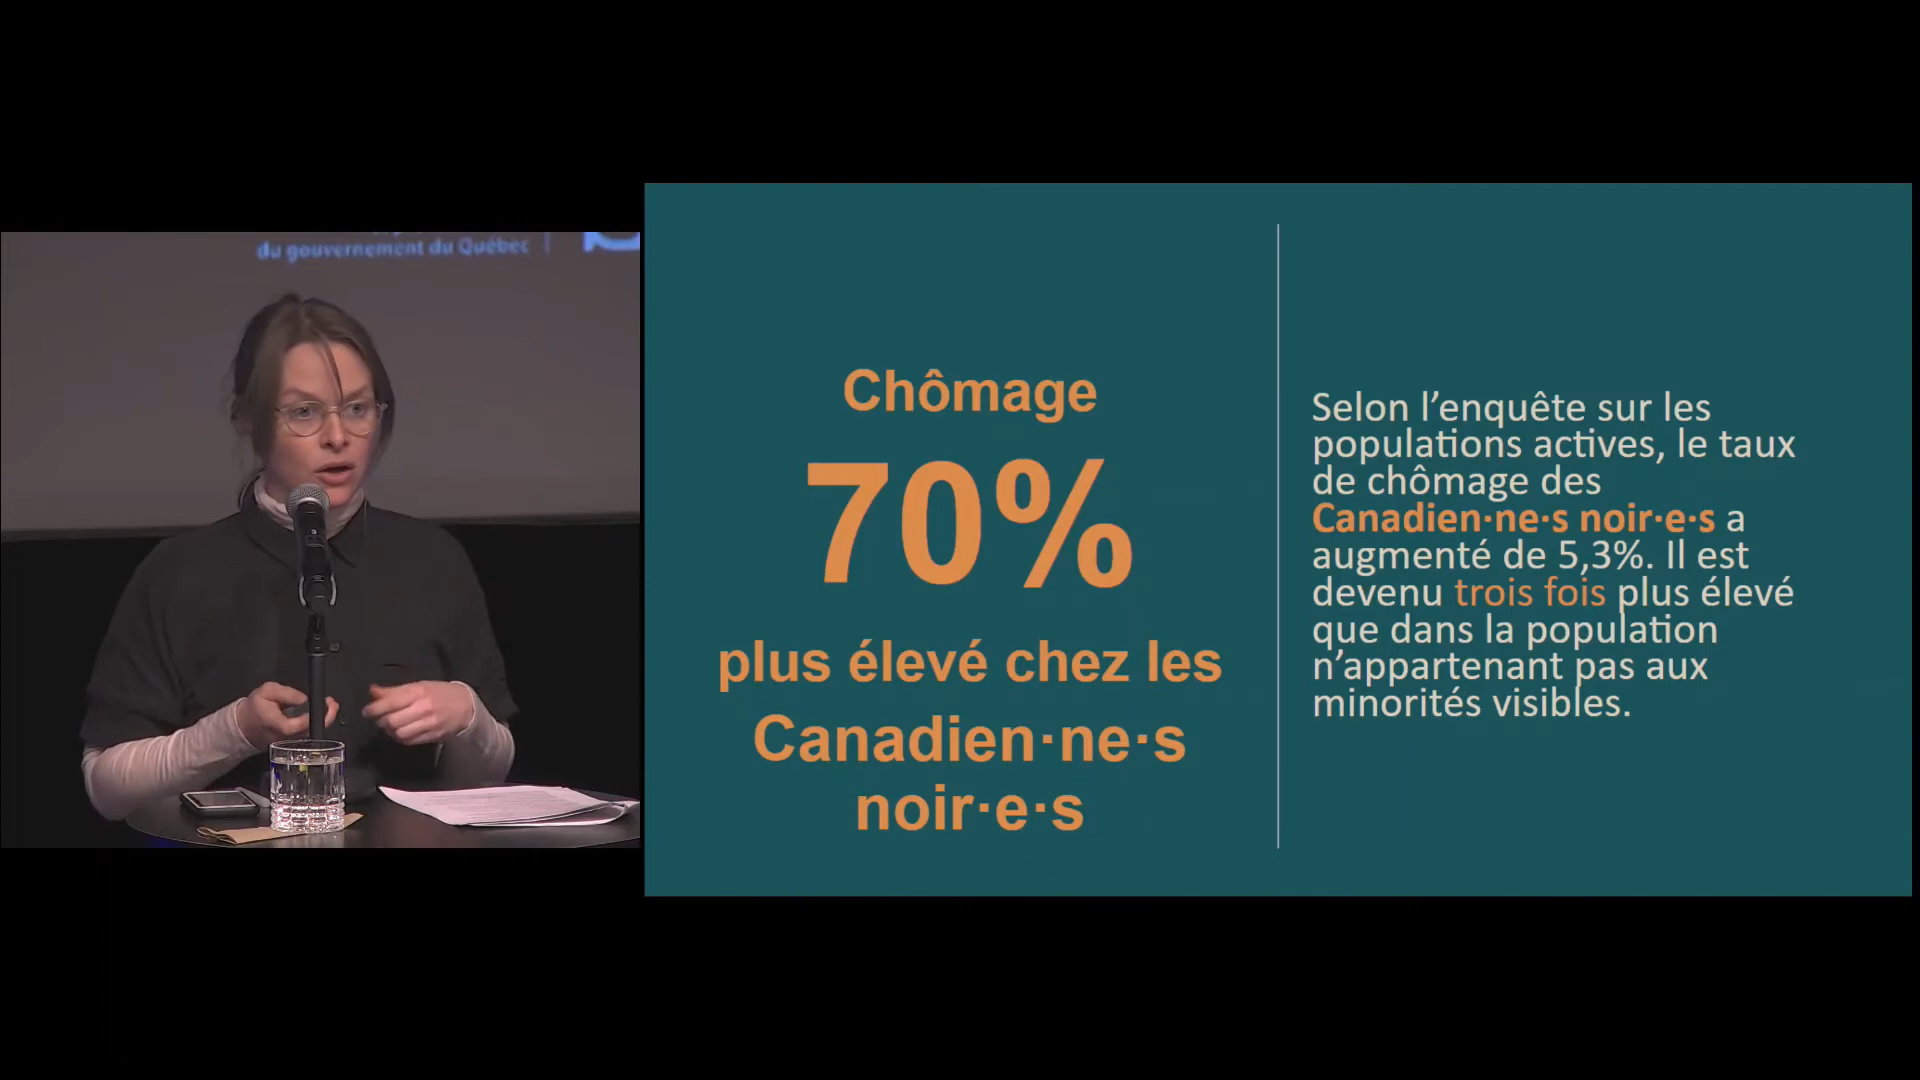 du gouvernement du Québec
Chômage
70%
plus élevé chez les
Canadien·ne·s
noir·e·s
Selon l’enquête sur les
populations actives, le taux
de chômage des
Canadien·ne·s noir·e·s a
augmenté de 5,3%. Il est
devenu trois fois plus élevé
que dans la population
n’appartenant pas aux
minorités visibles.